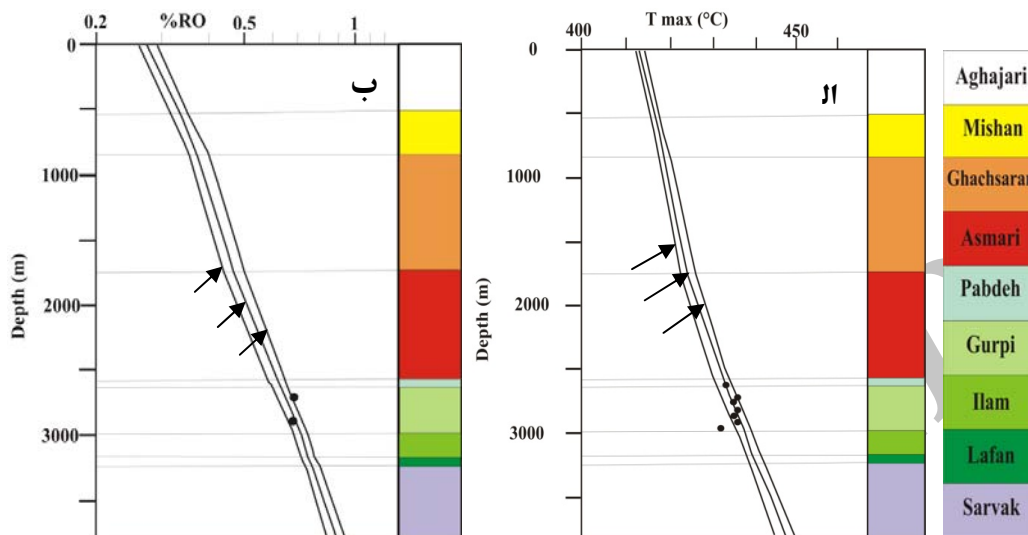 0.2 %RO 0.5 1
0
1000
2000
3000
Depth (m)
ب
T max (°C)
400 450
0
1000
2000
3000
Depth (m)
الـ
Aghajari
Mishan
Ghachsaran
Asmari
Pabdeh
Gurpi
Ilam
Lafan
Sarvak